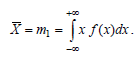 X̅ = m₁ = ∫₋∞⁺∞ x f(x)dx.